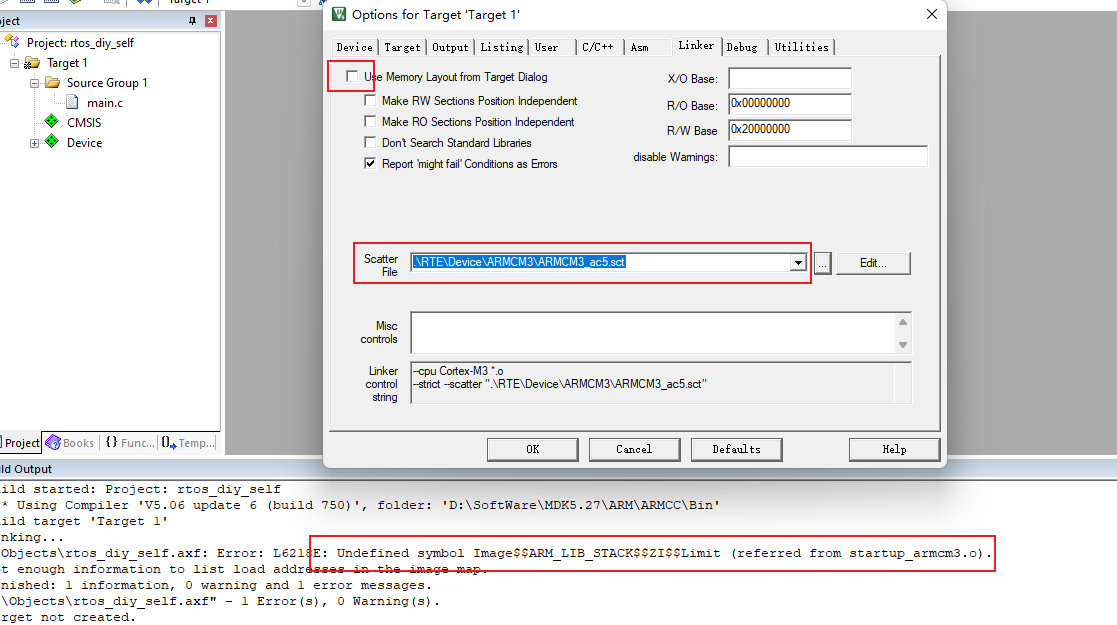 Target 1
ject
Project: rtos_diy_self
Target 1
Source Group 1
main.c
CMSIS
Device
Project Books {} Func... Temp...
Options for Target 'Target 1'
Device Target Output Listing User C/C++ Asm Linker Debug Utilities
Use Memory Layout from Target Dialog
Make RW Sections Position Independent
Make RO Sections Position Independent
Don't Search Standard Libraries
Report 'might fail' Conditions as Errors
X/O Base:
R/O Base: 0x00000000
R/W Base 0x20000000
disable Warnings:
Scatter
File
.\RTE\Device\ARMCM3\ARMCM3_ac5.sct
... Edit...
Misc
controls
Linker
control
string
--cpu Cortex-M3 *.o
--strict --scatter ".\RTE\Device\ARMCM3\ARMCM3_ac5.sct"
OK Cancel Defaults Help
ld Output
ild started: Project: rtos_diy_self
* Using Compiler 'V5.06 update 6 (build 750)', folder: 'D:\SoftWare\MDK5.27\ARM\ARMCC\Bin'
ild target 'Target 1'
nking...
Objects\rtos_diy_self.axf: Error: L6218E: Undefined symbol Image$$ARM_LIB_STACK$$ZI$$Limit (referred from startup_armcm3.o).
t enough information to list load addresses in the image map.
nished: 1 information, 0 warning and 1 error messages.
\Objects\rtos_diy_self.axf" - 1 Error(s), 0 Warning(s).
rget not created.